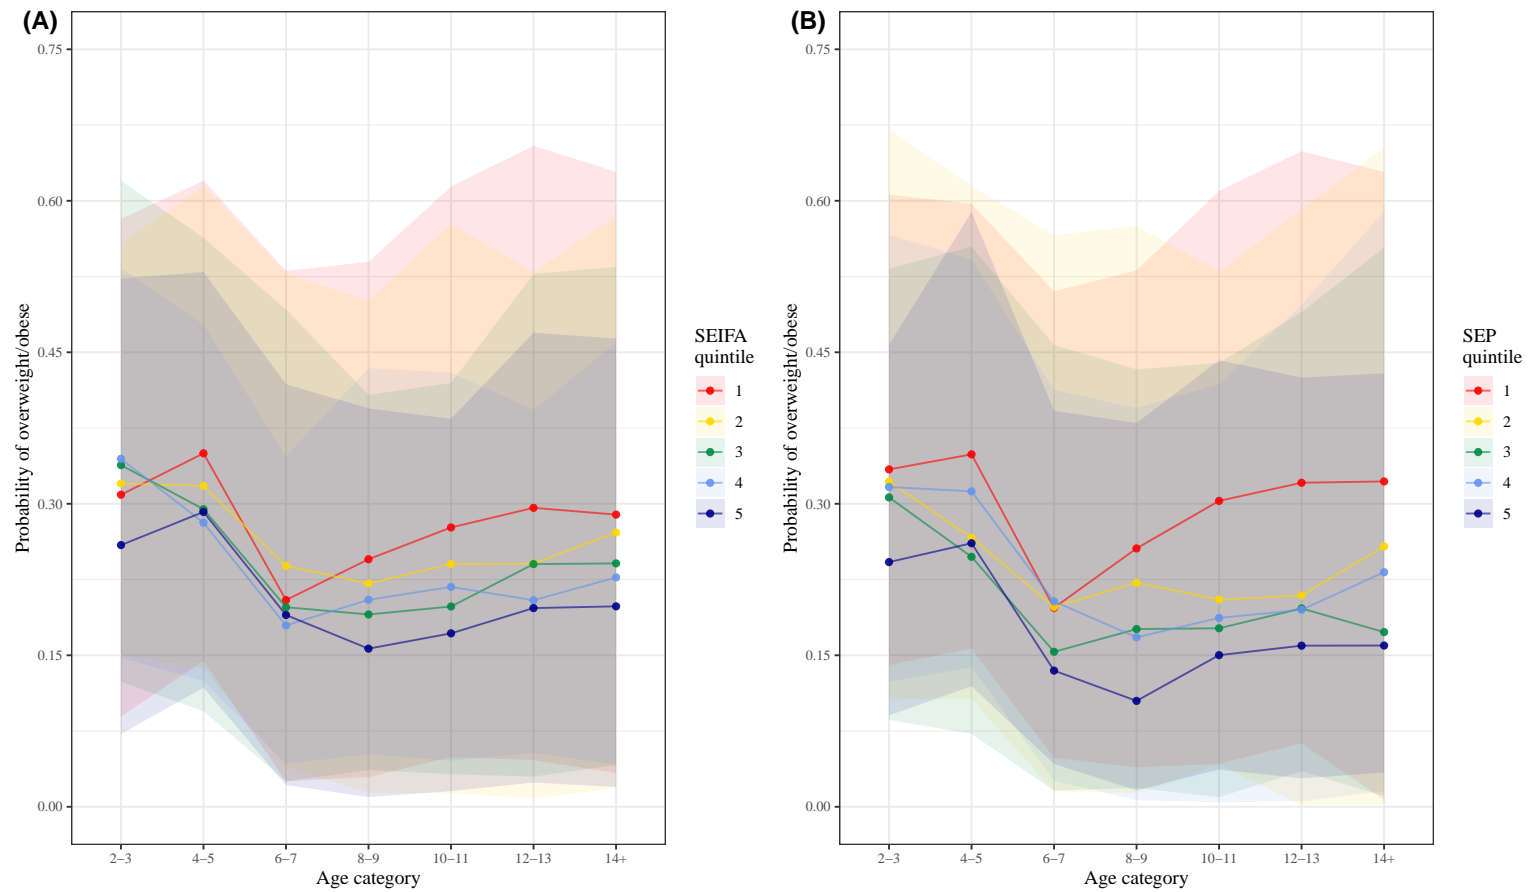 (A)
Probability of overweight/obese
0.75
0.60
0.45
0.30
0.15
0.00
2–3 4–5 6–7 8–9 10–11 12–13 14+
Age category
SEIFA
quintile
1
2
3
4
5
(B)
Probability of overweight/obese
0.75
0.60
0.45
0.30
0.15
0.00
2–3 4–5 6–7 8–9 10–11 12–13 14+
Age category
SEP
quintile
1
2
3
4
5